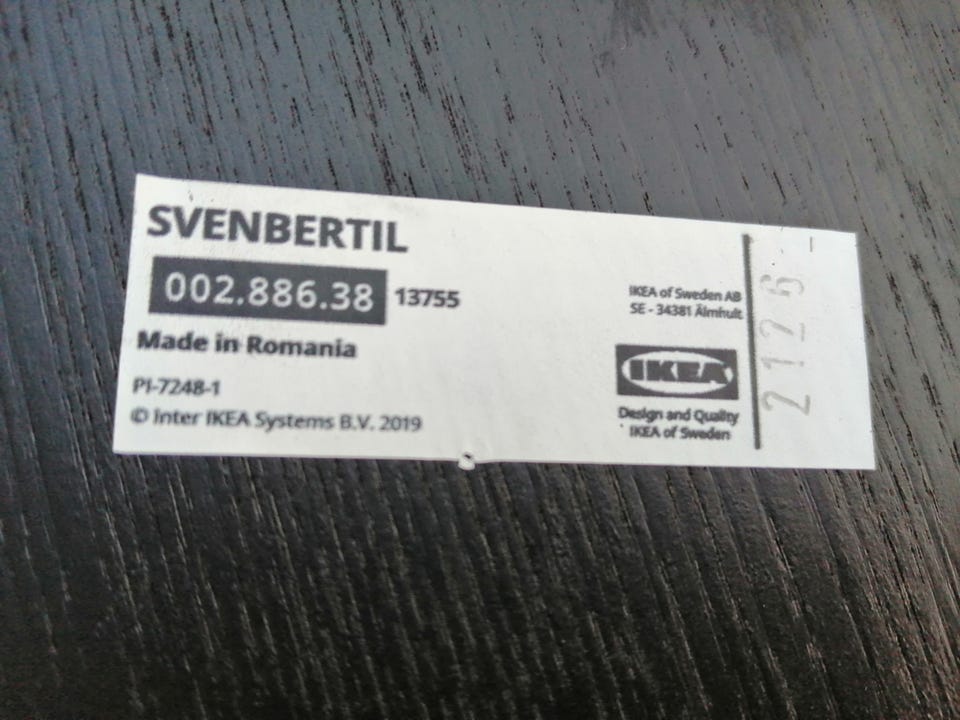 SVENBERTIL
002.886.38 13755
Made in Romania
PI-7248-1
© Inter IKEA Systems B.V. 2019
IKEA of Sweden AB
SE - 34381 Älmhult
IKEA
Design and Quality
IKEA of Sweden
2126